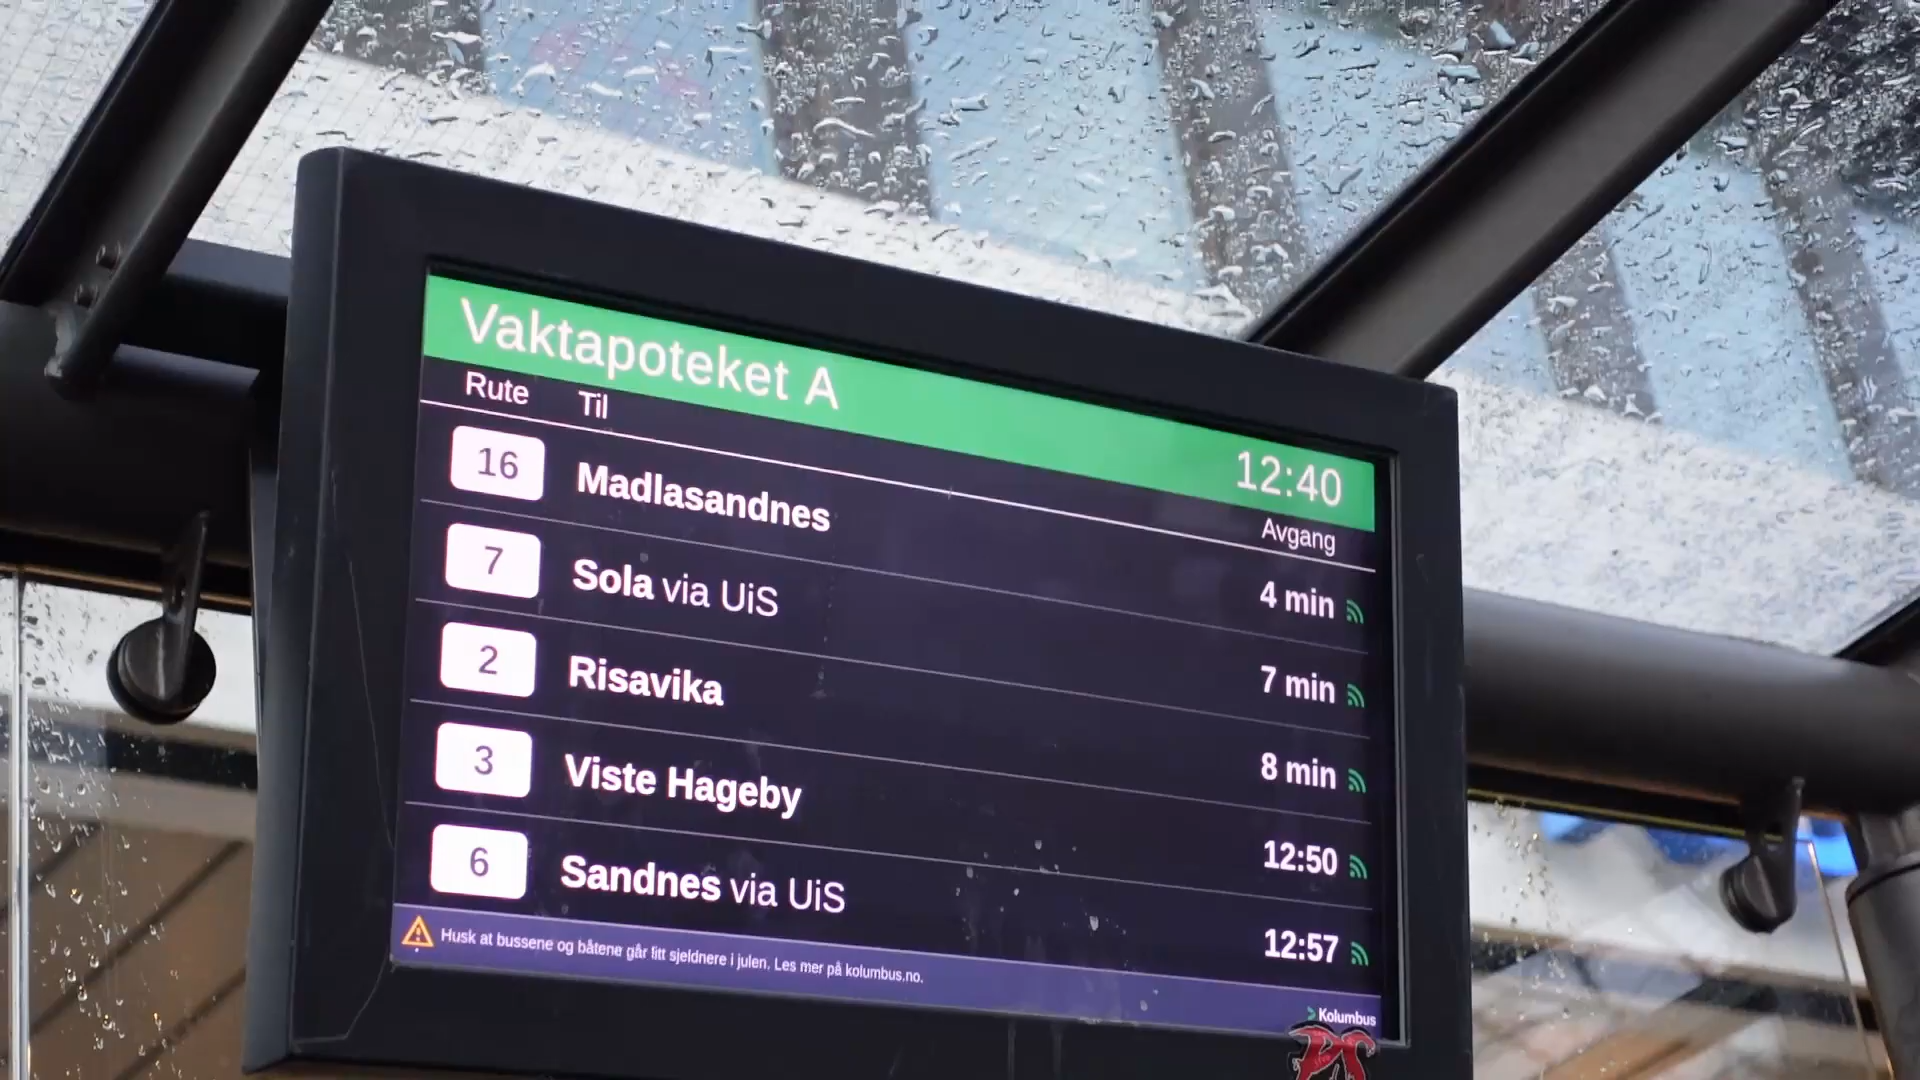 Vaktapoteket A
12:40
Rute Til Avgang
16 Madlasandnes 4 min
7 Sola via UiS 7 min
2 Risavika 8 min
3 Viste Hageby 12:50
6 Sandnes via UiS 12:57
Husk at bussene og båtene går litt sjeldnere i julen. Les mer på kolumbus.no.
Kolumbus